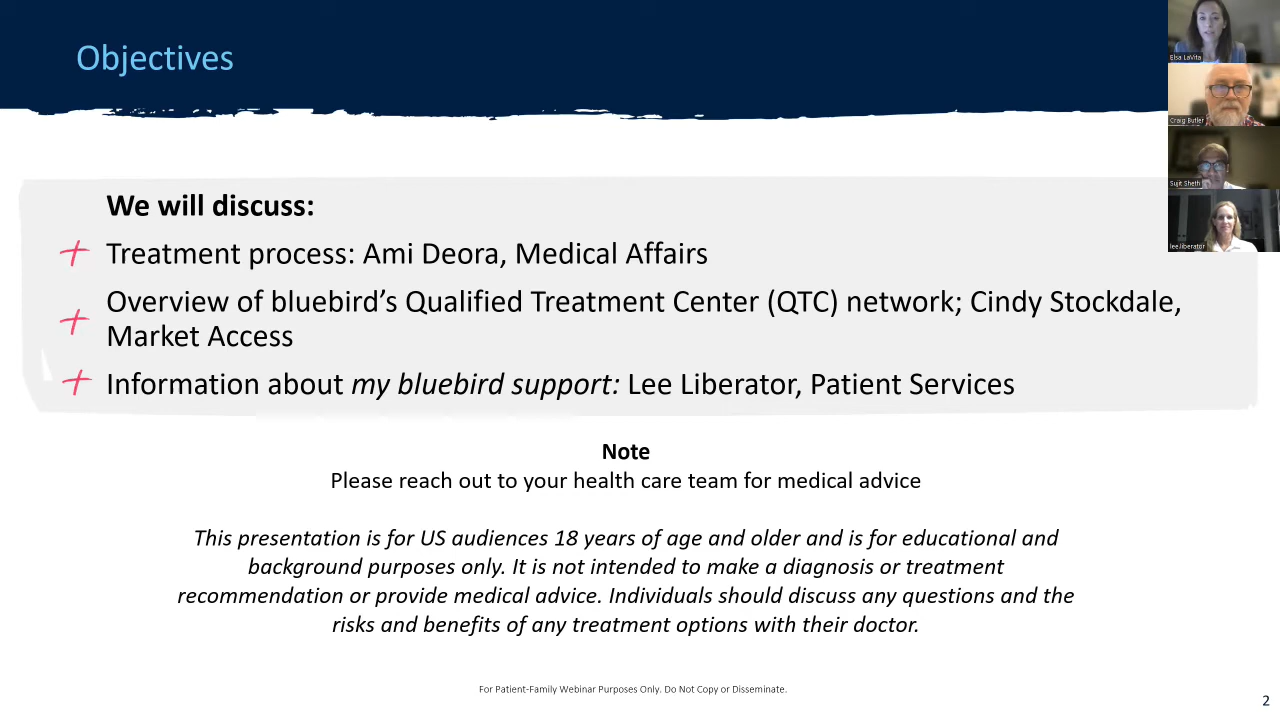 Objectives
Elsa LaVita
Craig Butler
Sujit Sheth
lee.liberator
We will discuss:
Treatment process: Ami Deora, Medical Affairs
Overview of bluebird’s Qualified Treatment Center (QTC) network; Cindy Stockdale,
Market Access
Information about my bluebird support: Lee Liberator, Patient Services
Note
Please reach out to your health care team for medical advice
This presentation is for US audiences 18 years of age and older and is for educational and
background purposes only. It is not intended to make a diagnosis or treatment
recommendation or provide medical advice. Individuals should discuss any questions and the
risks and benefits of any treatment options with their doctor.
For Patient-Family Webinar Purposes Only. Do Not Copy or Disseminate.
2